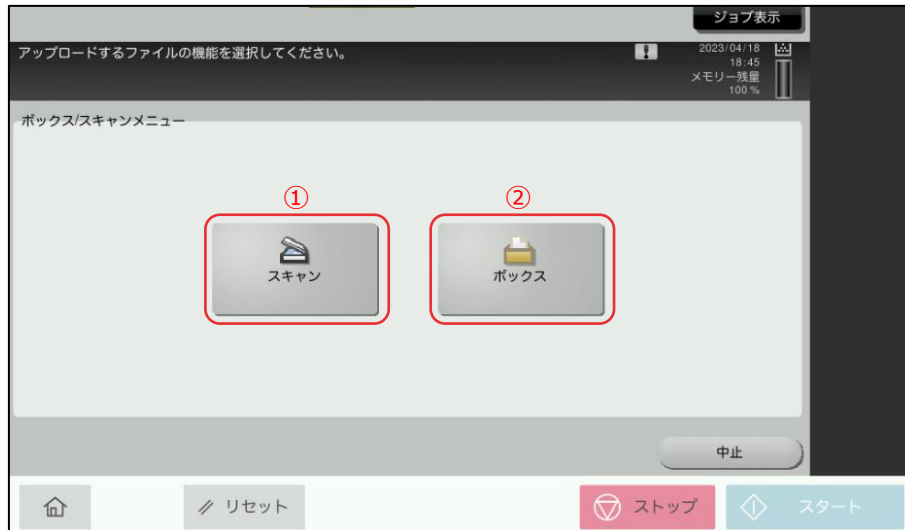 ジョブ表示
アップロードするファイルの機能を選択してください。
2023/04/18
18:45
メモリー残量
100 %
ボックス/スキャンメニュー
① ②
スキャン ボックス
中止
リセット ストップ スタート